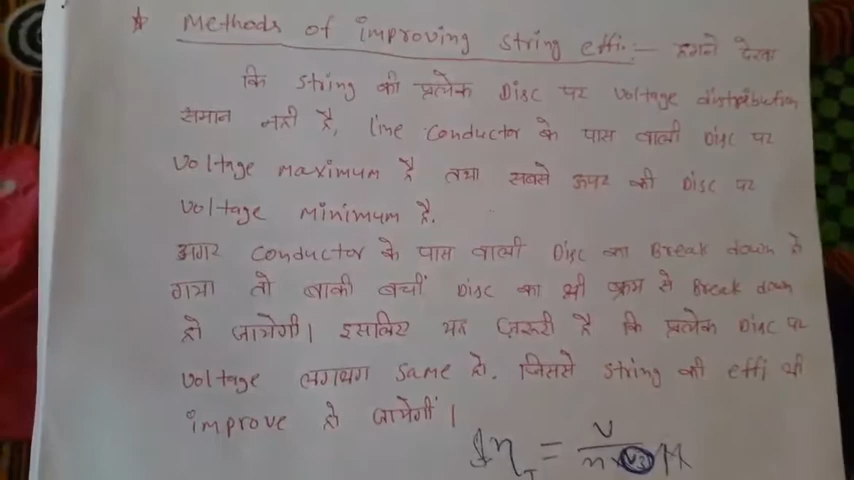 * Methods of improving string effi. :— हमने देखा
कि string की प्रत्येक Disc पर voltage distribution
समान नही है, line conductor के पास वाली Disc पर
voltage maximum है तथा सबसे ऊपर की Disc पर
voltage minimum है.
अगर conductor के पास वाली Disc का Break down हो
गया तो बाकी बचीं Disc का भी क्रम से Break down
हो जायेगी। इसलिए यह ज़रूरी है कि प्रत्येक Disc पर
voltage लगभग same हो. जिससे string की effi भी
improve हो जायेगीं।
η = V / n x V3